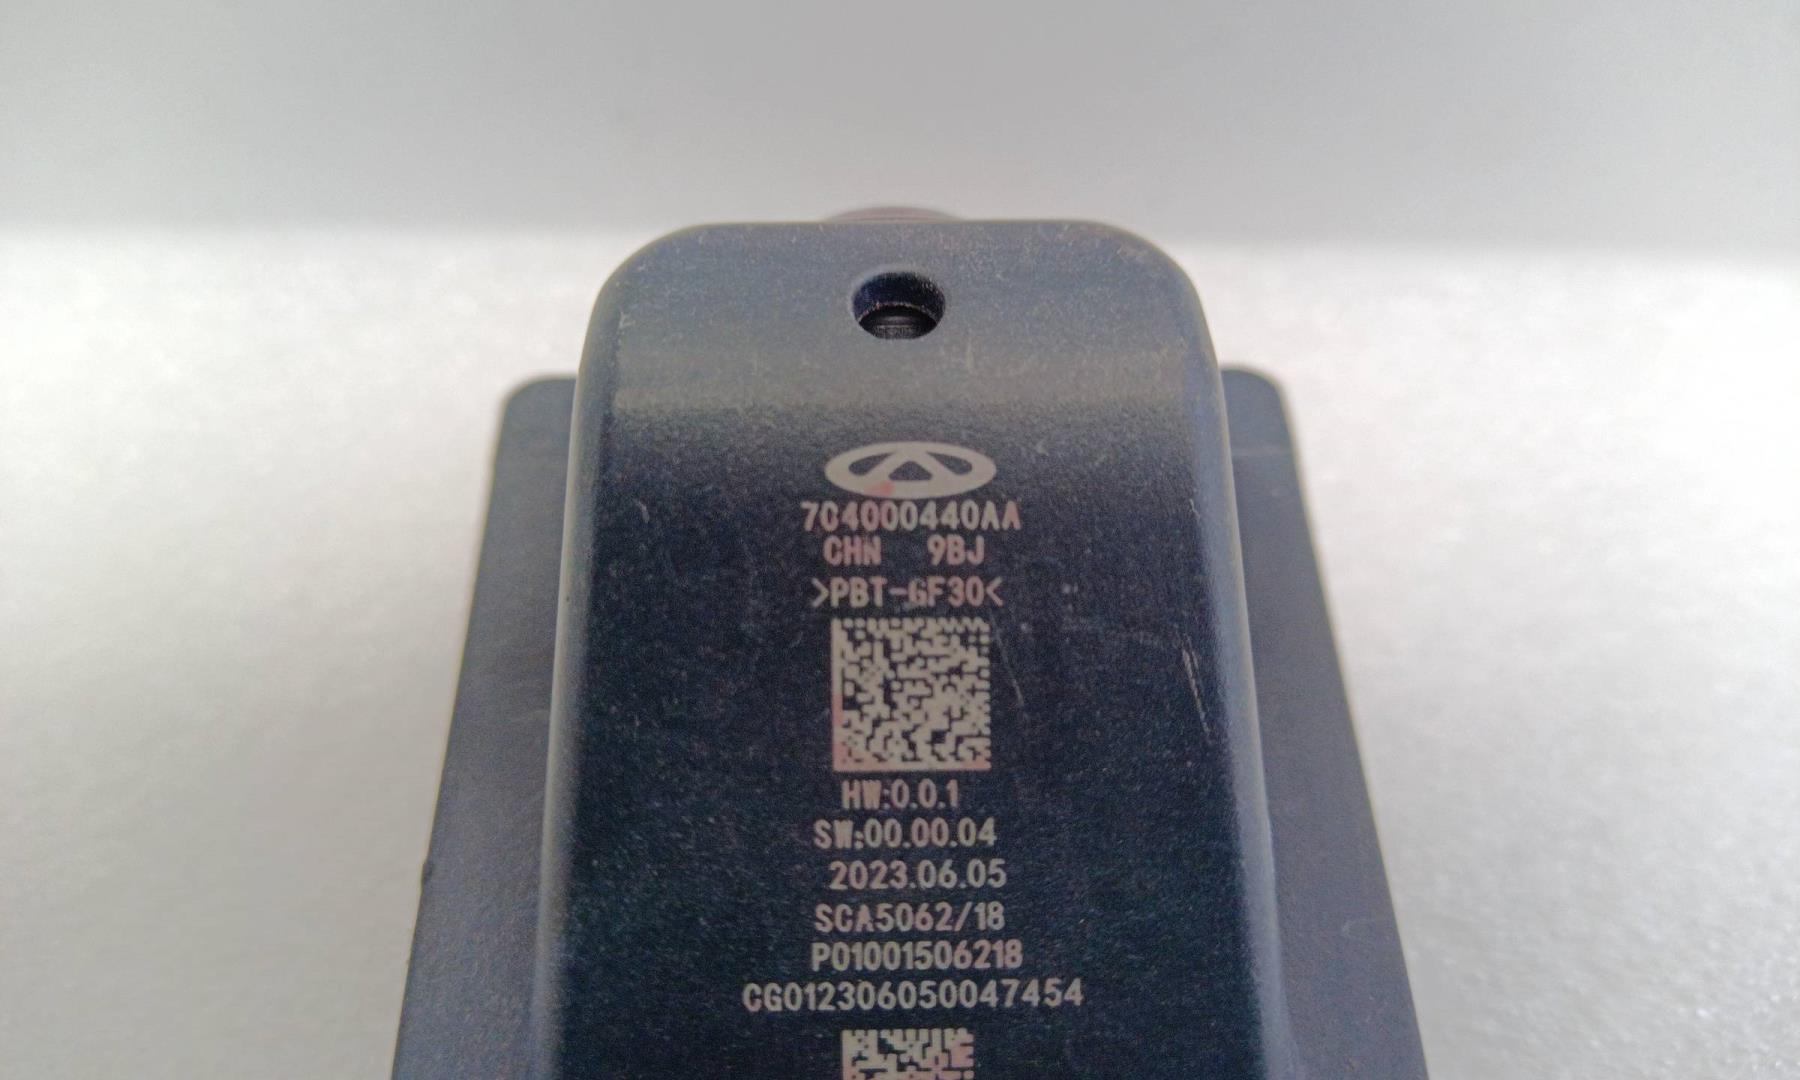 704000440AA
CHN 9BJ
>PBT-GF30<
HW:0.0.1
SW:00.00.04
2023.06.05
SCA5062/18
P01001506218
CG012306050047454